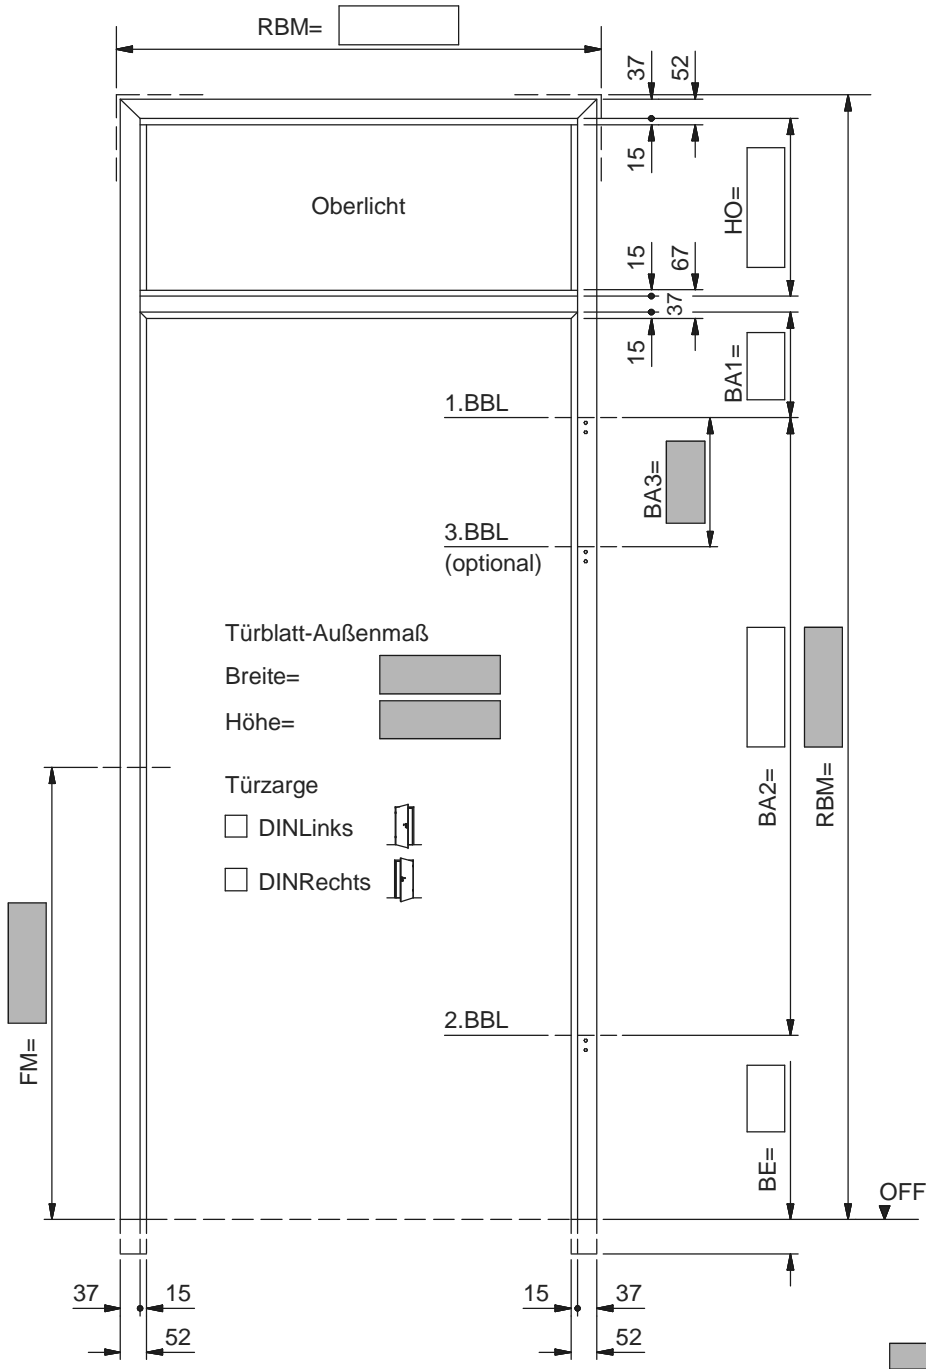 RBM=
37
52
15
HO=
Oberlicht
15
67
37
15
BA1=
1.BBL
BA3=
3.BBL
(optional)
Türblatt-Außenmaß
Breite=
Höhe=
Türzarge
DINLinks
DINRechts
BA2=
RBM=
FM=
2.BBL
BE=
OFF
37
15
15
37
52
52